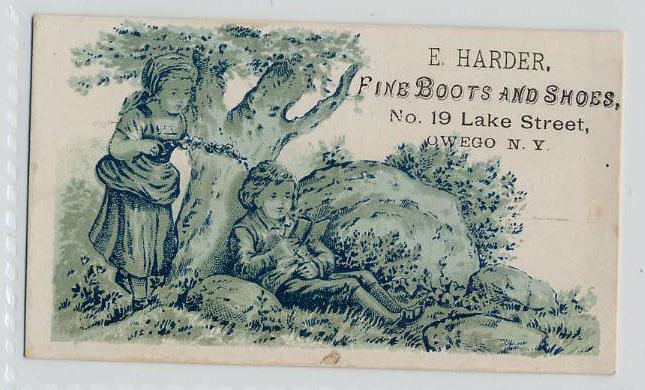 E. HARDER,
FINE BOOTS AND SHOES,
No. 19 Lake Street,
OWEGO N. Y.